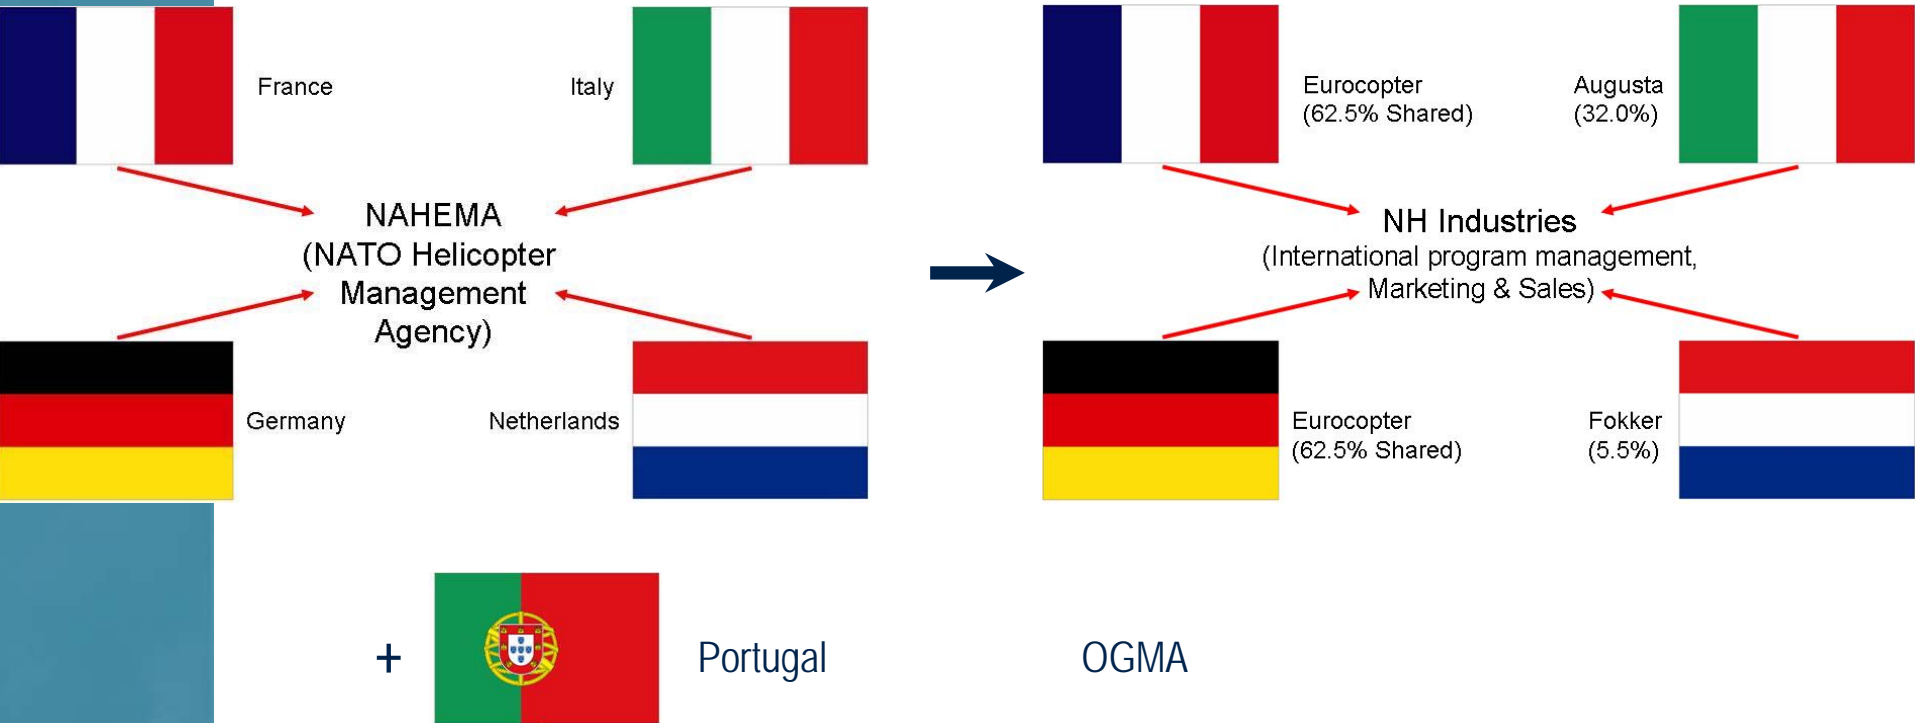 France
Italy
NAHEMA
(NATO Helicopter
Management
Agency)
Germany
Netherlands
Eurocopter
(62.5% Shared)
Augusta
(32.0%)
NH Industries
(International program management,
Marketing & Sales)
Eurocopter
(62.5% Shared)
Fokker
(5.5%)
+ Portugal
OGMA